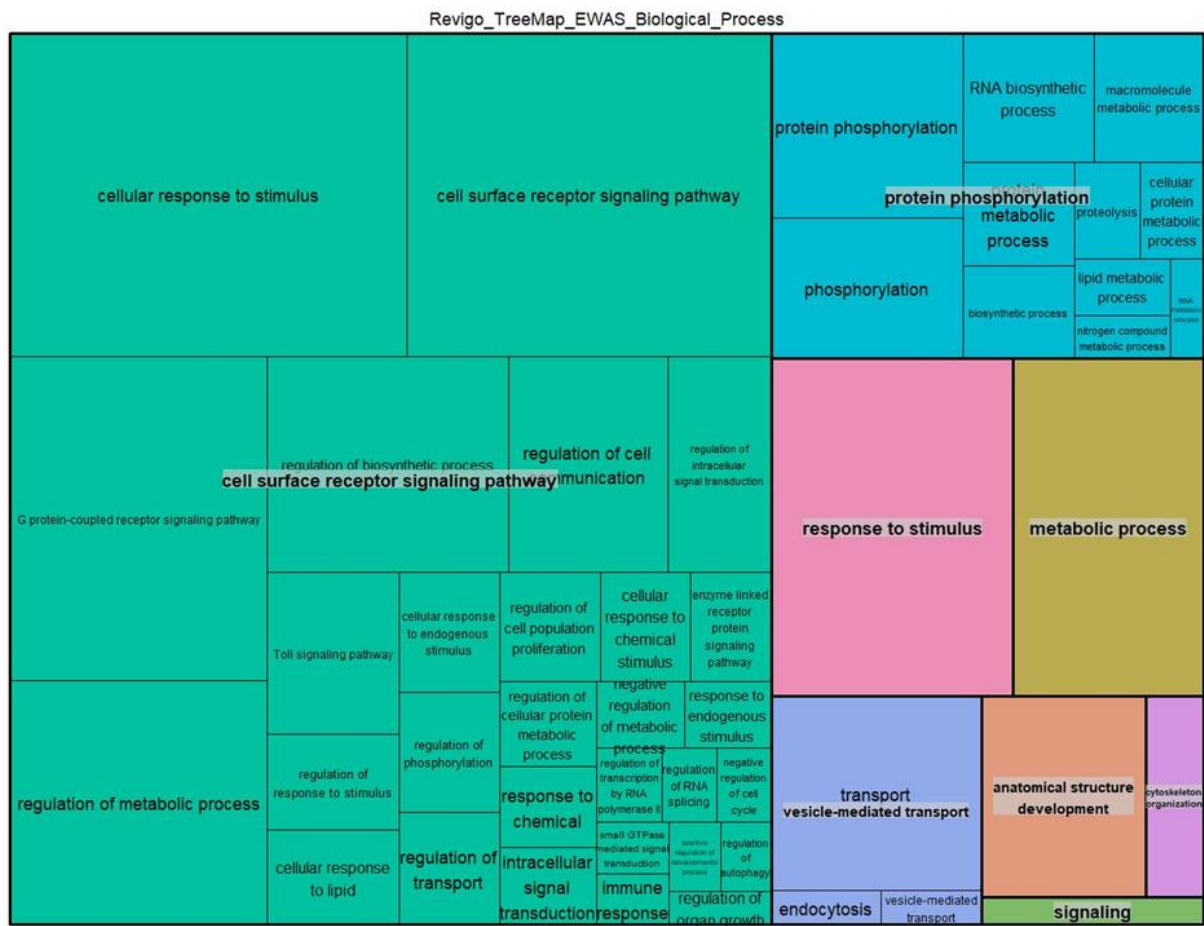 Revigo_TreeMap_EWAS_Biological_Process
cellular response to stimulus
cell surface receptor signaling pathway
G protein-coupled receptor signaling pathway
regulation of biosynthetic process
regulation of cell
communication
regulation of
intracellular
signal transduction
cell surface receptor signaling pathway
regulation of metabolic process
Toll signaling pathway
regulation of
response to stimulus
cellular response
to lipid
cellular response
to endogenous
stimulus
regulation of
phosphorylation
regulation of
transport
regulation of
cell population
proliferation
cellular
response to
chemical
stimulus
enzyme linked
receptor
protein
signaling
pathway
regulation of
cellular protein
metabolic
process
negative
regulation
of metabolic
process
response to
endogenous
stimulus
response to
chemical
regulation of
transcription
by RNA
polymerase II
regulation
of RNA
splicing
negative
regulation
of cell
cycle
intracellular
signal
transduction
small GTPase
mediated signal
transduction
immune
response
positive
regulation of
developmental
process
regulation
of
autophagy
regulation of
organ growth
protein phosphorylation
phosphorylation
RNA biosynthetic
process
macromolecule
metabolic process
protein
metabolic
process
proteolysis
cellular
protein
metabolic
process
biosynthetic process
lipid metabolic
process
nitrogen compound
metabolic process
RNA
metabolic
process
protein phosphorylation
response to stimulus
metabolic process
transport
vesicle-mediated transport
endocytosis
vesicle-mediated
transport
anatomical structure
development
cytoskeleton
organization
signaling